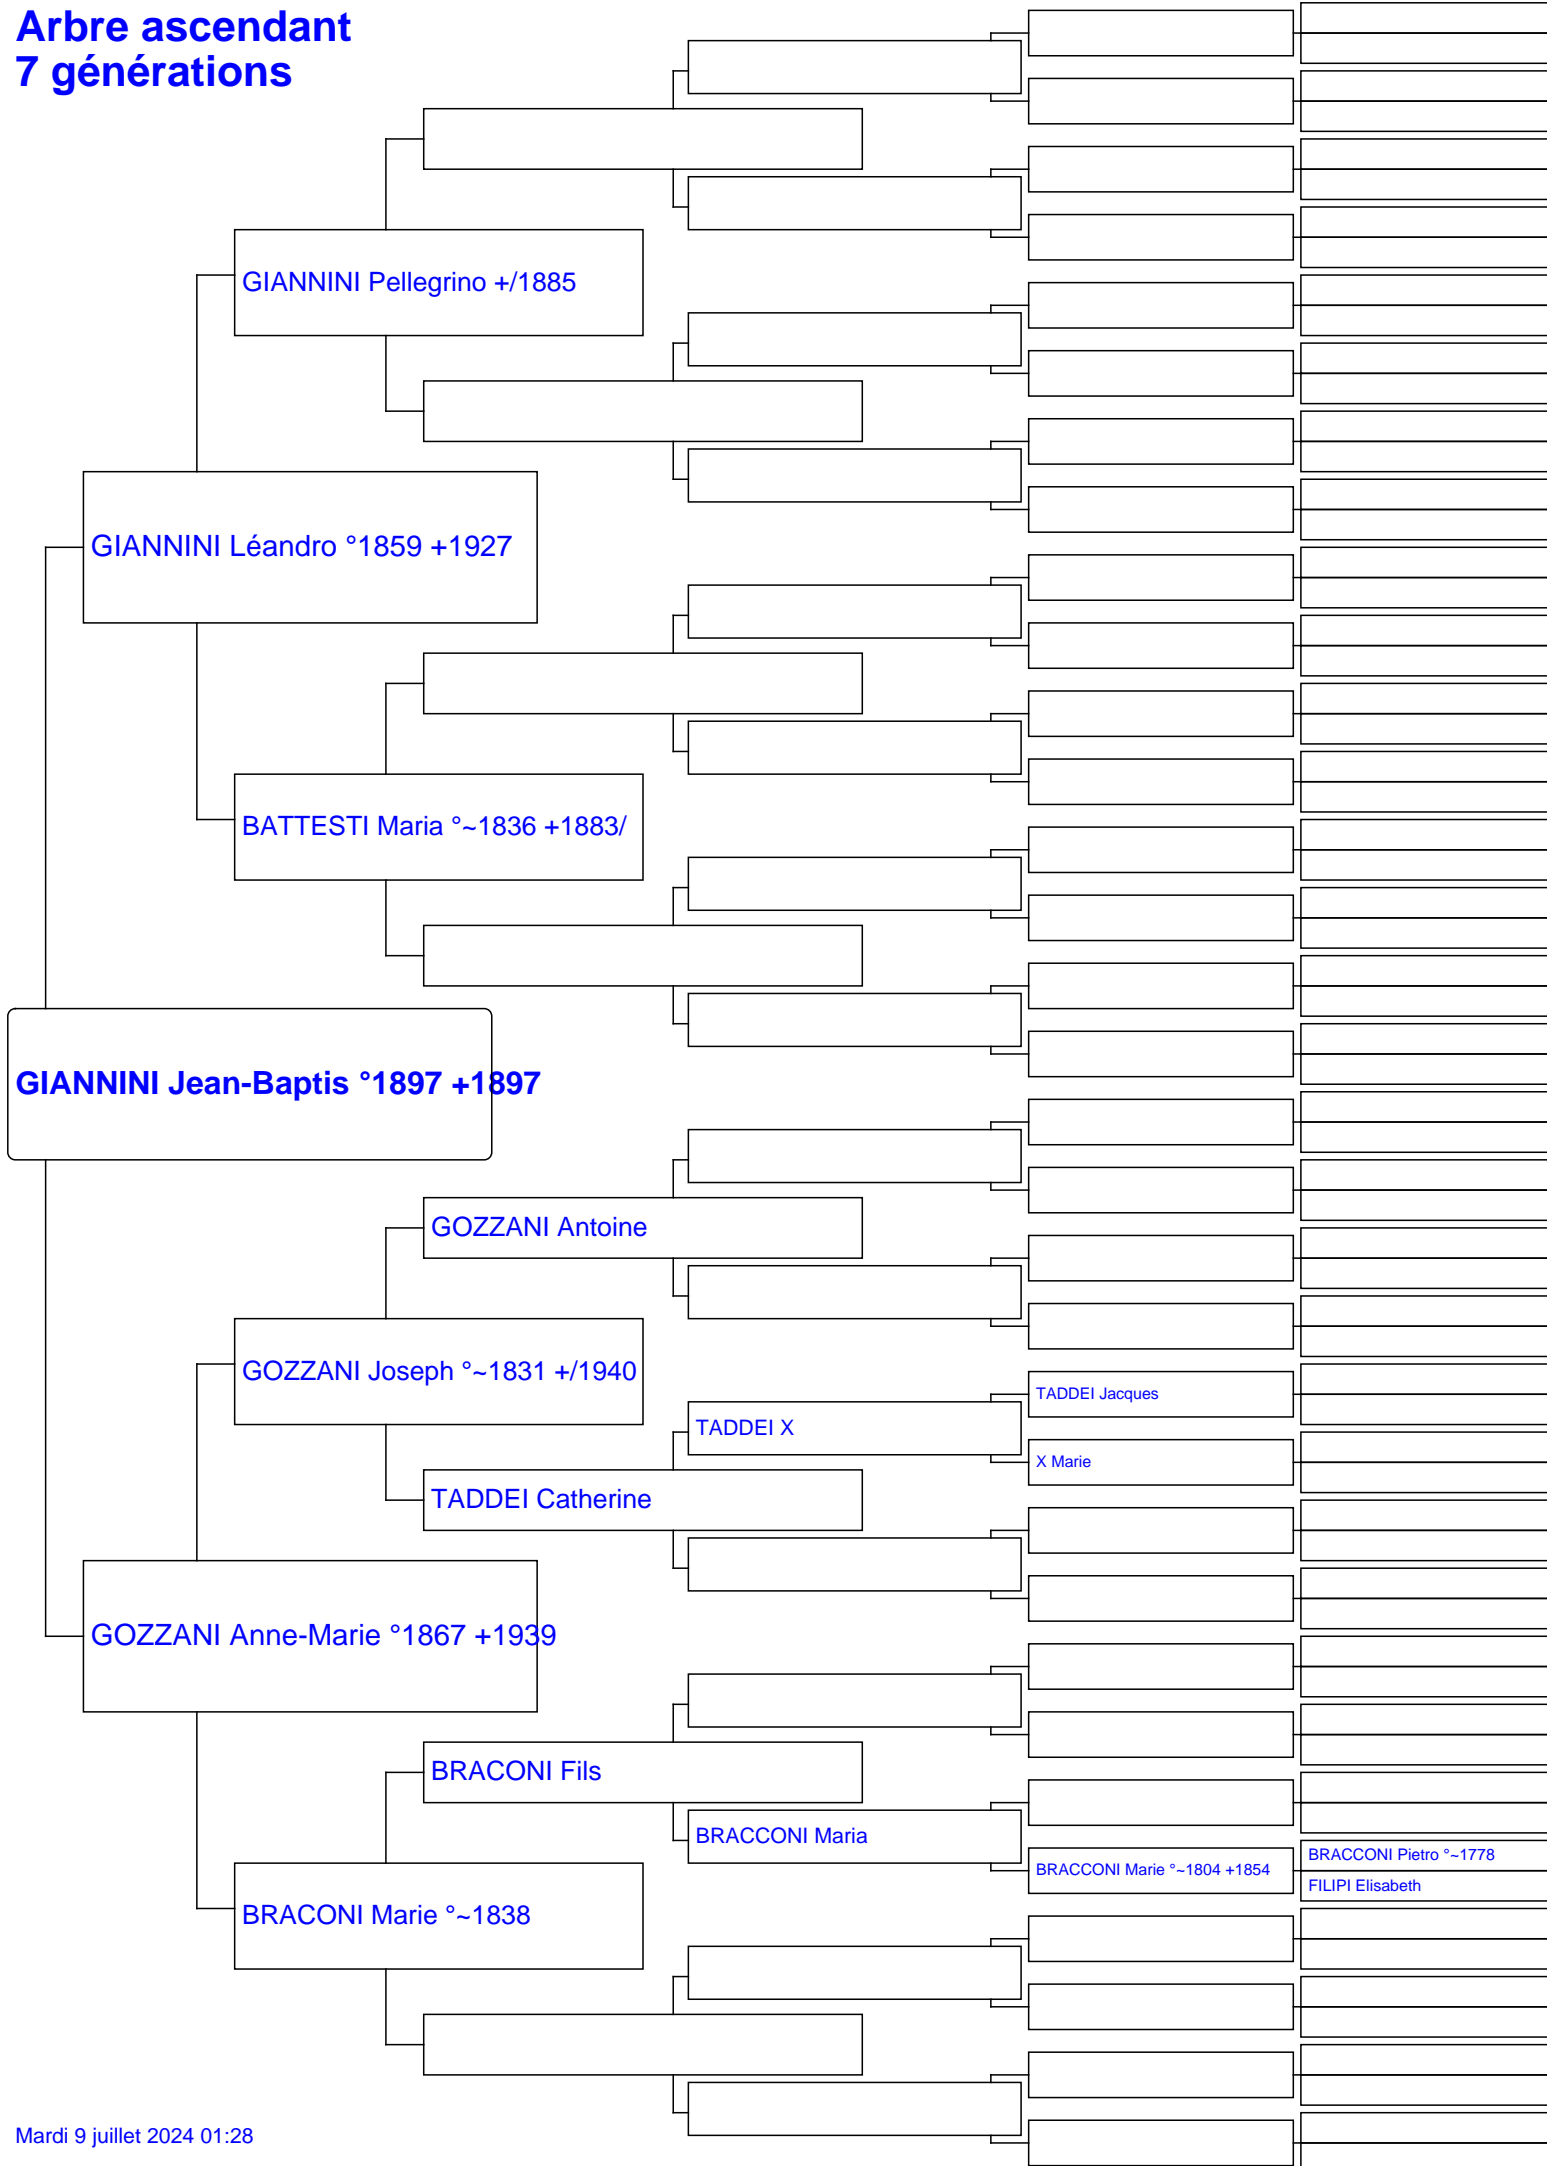 Arbre ascendant
7 générations
GIANNINI Pellegrino +/1885
GIANNINI Léandro °1859 +1927
BATTESTI Maria °~1836 +1883/
GIANNINI Jean-Baptis °1897 +1897
GOZZANI Antoine
GOZZANI Joseph °~1831 +/1940
TADDEI Jacques
TADDEI X
X Marie
TADDEI Catherine
GOZZANI Anne-Marie °1867 +1939
BRACONI Fils
BRACCONI Maria
BRACCONI Pietro °~1778
BRACCONI Marie °~1804 +1854
FILIPI Elisabeth
BRACONI Marie °~1838
Mardi 9 juillet 2024 01:28